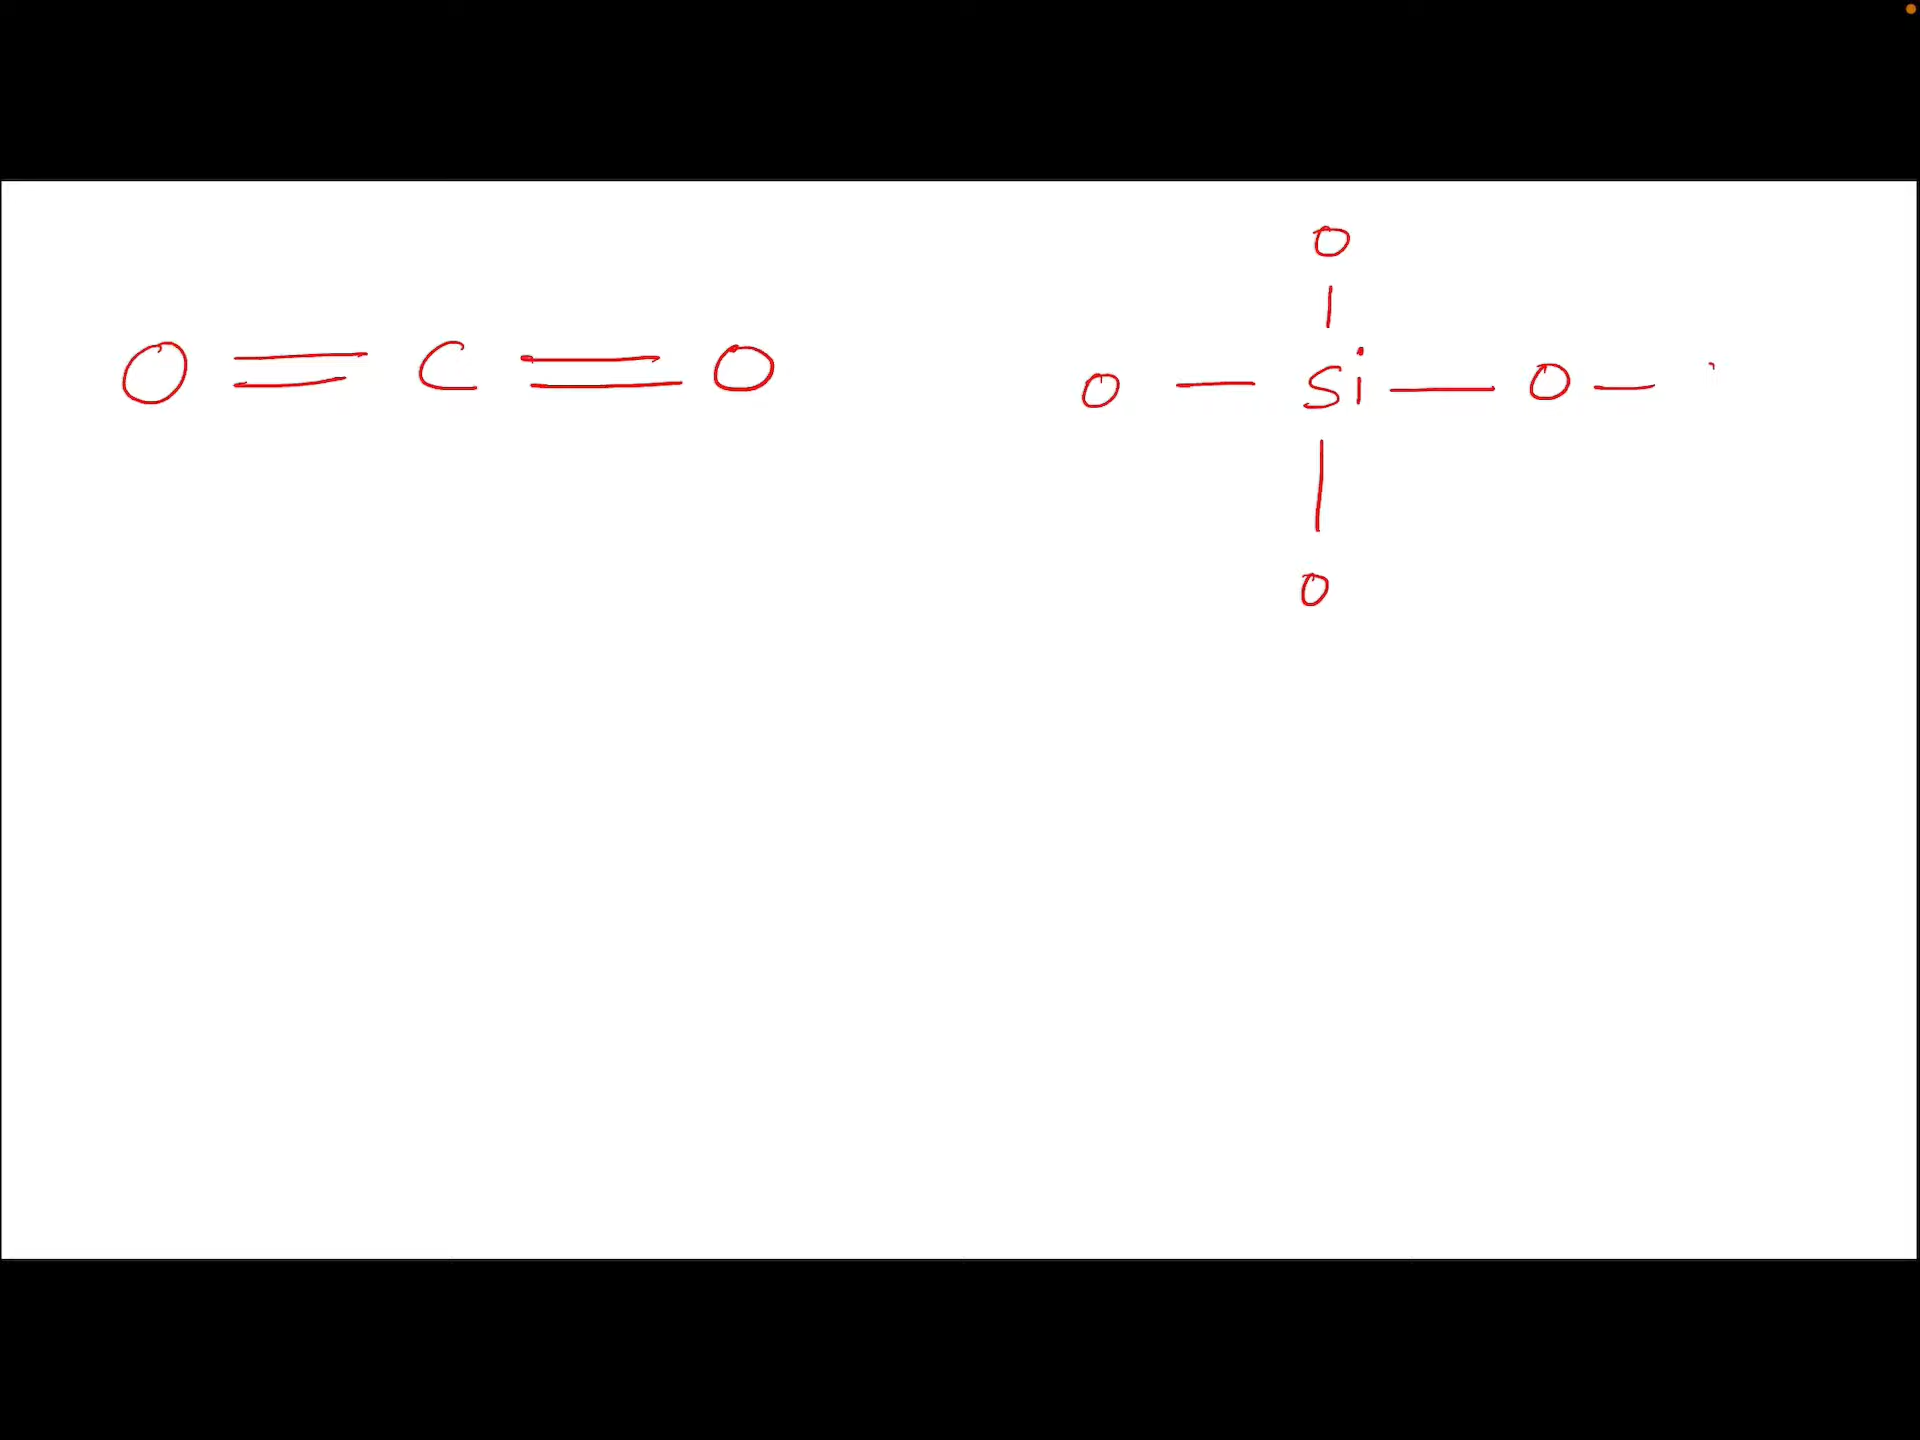 O
O = C = O
O — Si — O —
O